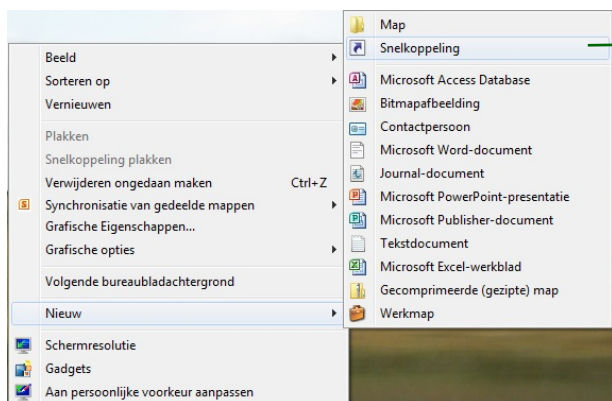 Beeld
Sorteren op
Vernieuwen
Plakken
Snelkoppeling plakken
Verwijderen ongedaan maken Ctrl+Z
Synchronisatie van gedeelde mappen
Grafische Eigenschappen...
Grafische opties
Volgende bureaubladachtergrond
Nieuw
Schermresolutie
Gadgets
Aan persoonlijke voorkeur aanpassen
Map
Snelkoppeling
Microsoft Access Database
Bitmapafbeelding
Contactpersoon
Microsoft Word-document
Journal-document
Microsoft PowerPoint-presentatie
Microsoft Publisher-document
Tekstdocument
Microsoft Excel-werkblad
Gecomprimeerde (gezipte) map
Werkmap